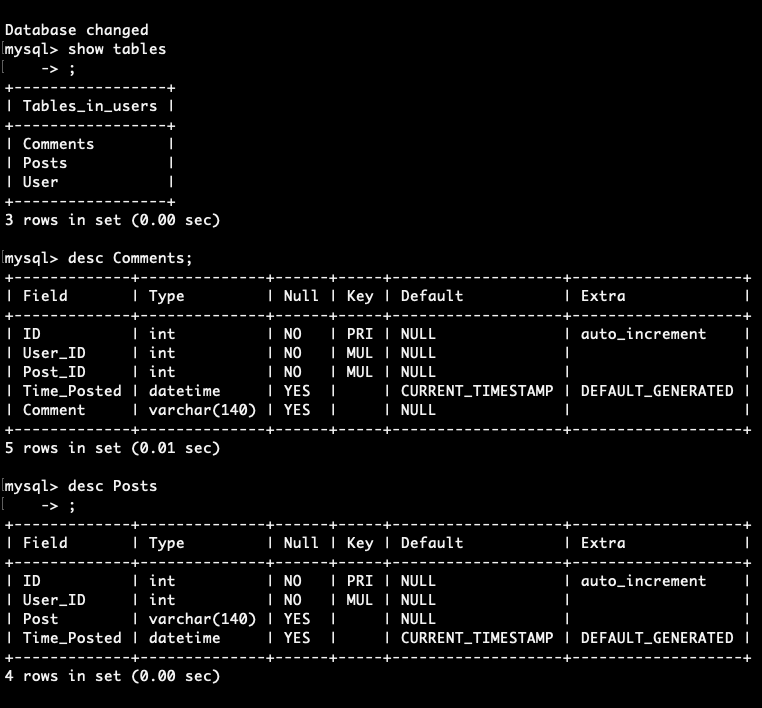 Database changed
mysql> show tables
    -> ;
+-----------------+
| Tables_in_users |
+-----------------+
| Comments        |
| Posts           |
| User            |
+-----------------+
3 rows in set (0.00 sec)

mysql> desc Comments;
+-------------+--------------+------+-----+-------------------+-------------------+
| Field       | Type         | Null | Key | Default           | Extra             |
+-------------+--------------+------+-----+-------------------+-------------------+
| ID          | int          | NO   | PRI | NULL              | auto_increment    |
| User_ID     | int          | NO   | MUL | NULL              |                   |
| Post_ID     | int          | NO   | MUL | NULL              |                   |
| Time_Posted | datetime     | YES  |     | CURRENT_TIMESTAMP | DEFAULT_GENERATED |
| Comment     | varchar(140) | YES  |     | NULL              |                   |
+-------------+--------------+------+-----+-------------------+-------------------+
5 rows in set (0.01 sec)

mysql> desc Posts
    -> ;
+-------------+--------------+------+-----+-------------------+-------------------+
| Field       | Type         | Null | Key | Default           | Extra             |
+-------------+--------------+------+-----+-------------------+-------------------+
| ID          | int          | NO   | PRI | NULL              | auto_increment    |
| User_ID     | int          | NO   | MUL | NULL              |                   |
| Post        | varchar(140) | YES  |     | NULL              |                   |
| Time_Posted | datetime     | YES  |     | CURRENT_TIMESTAMP | DEFAULT_GENERATED |
+-------------+--------------+------+-----+-------------------+-------------------+
4 rows in set (0.00 sec)